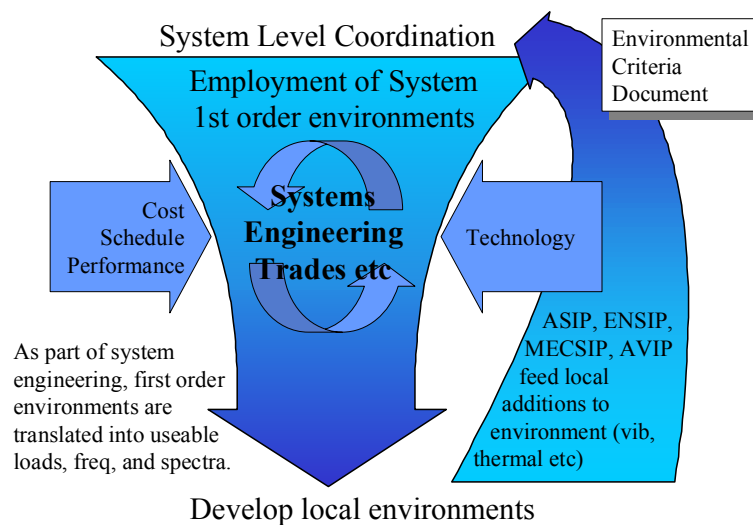 System Level Coordination
Environmental
Criteria
Document
Employment of System
1st order environments
Systems
Engineering
Trades etc
Cost
Schedule
Performance
Technology
ASIP, ENSIP,
MECSIP, AVIP
feed local
additions to
environment (vib,
thermal etc)
As part of system
engineering, first order
environments are
translated into useable
loads, freq, and spectra.
Develop local environments